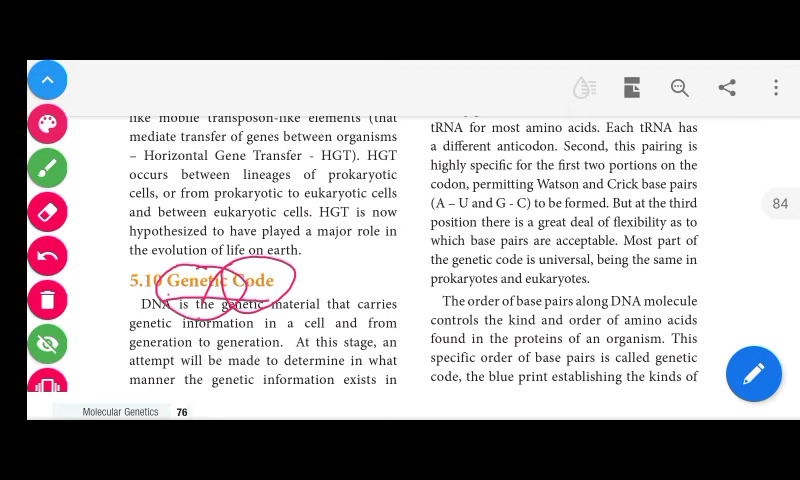 like mobile transposon-like elements (that
mediate transfer of genes between organisms
– Horizontal Gene Transfer - HGT). HGT
occurs between lineages of prokaryotic
cells, or from prokaryotic to eukaryotic cells
and between eukaryotic cells. HGT is now
hypothesized to have played a major role in
the evolution of life on earth.
5.10 Genetic Code
DNA is the genetic material that carries
genetic information in a cell and from
generation to generation. At this stage, an
attempt will be made to determine in what
manner the genetic information exists in
tRNA for most amino acids. Each tRNA has
a different anticodon. Second, this pairing is
highly specific for the first two portions on the
codon, permitting Watson and Crick base pairs
(A – U and G - C) to be formed. But at the third
position there is a great deal of flexibility as to
which base pairs are acceptable. Most part of
the genetic code is universal, being the same in
prokaryotes and eukaryotes.
The order of base pairs along DNA molecule
controls the kind and order of amino acids
found in the proteins of an organism. This
specific order of base pairs is called genetic
code, the blue print establishing the kinds of
84
Molecular Genetics 76